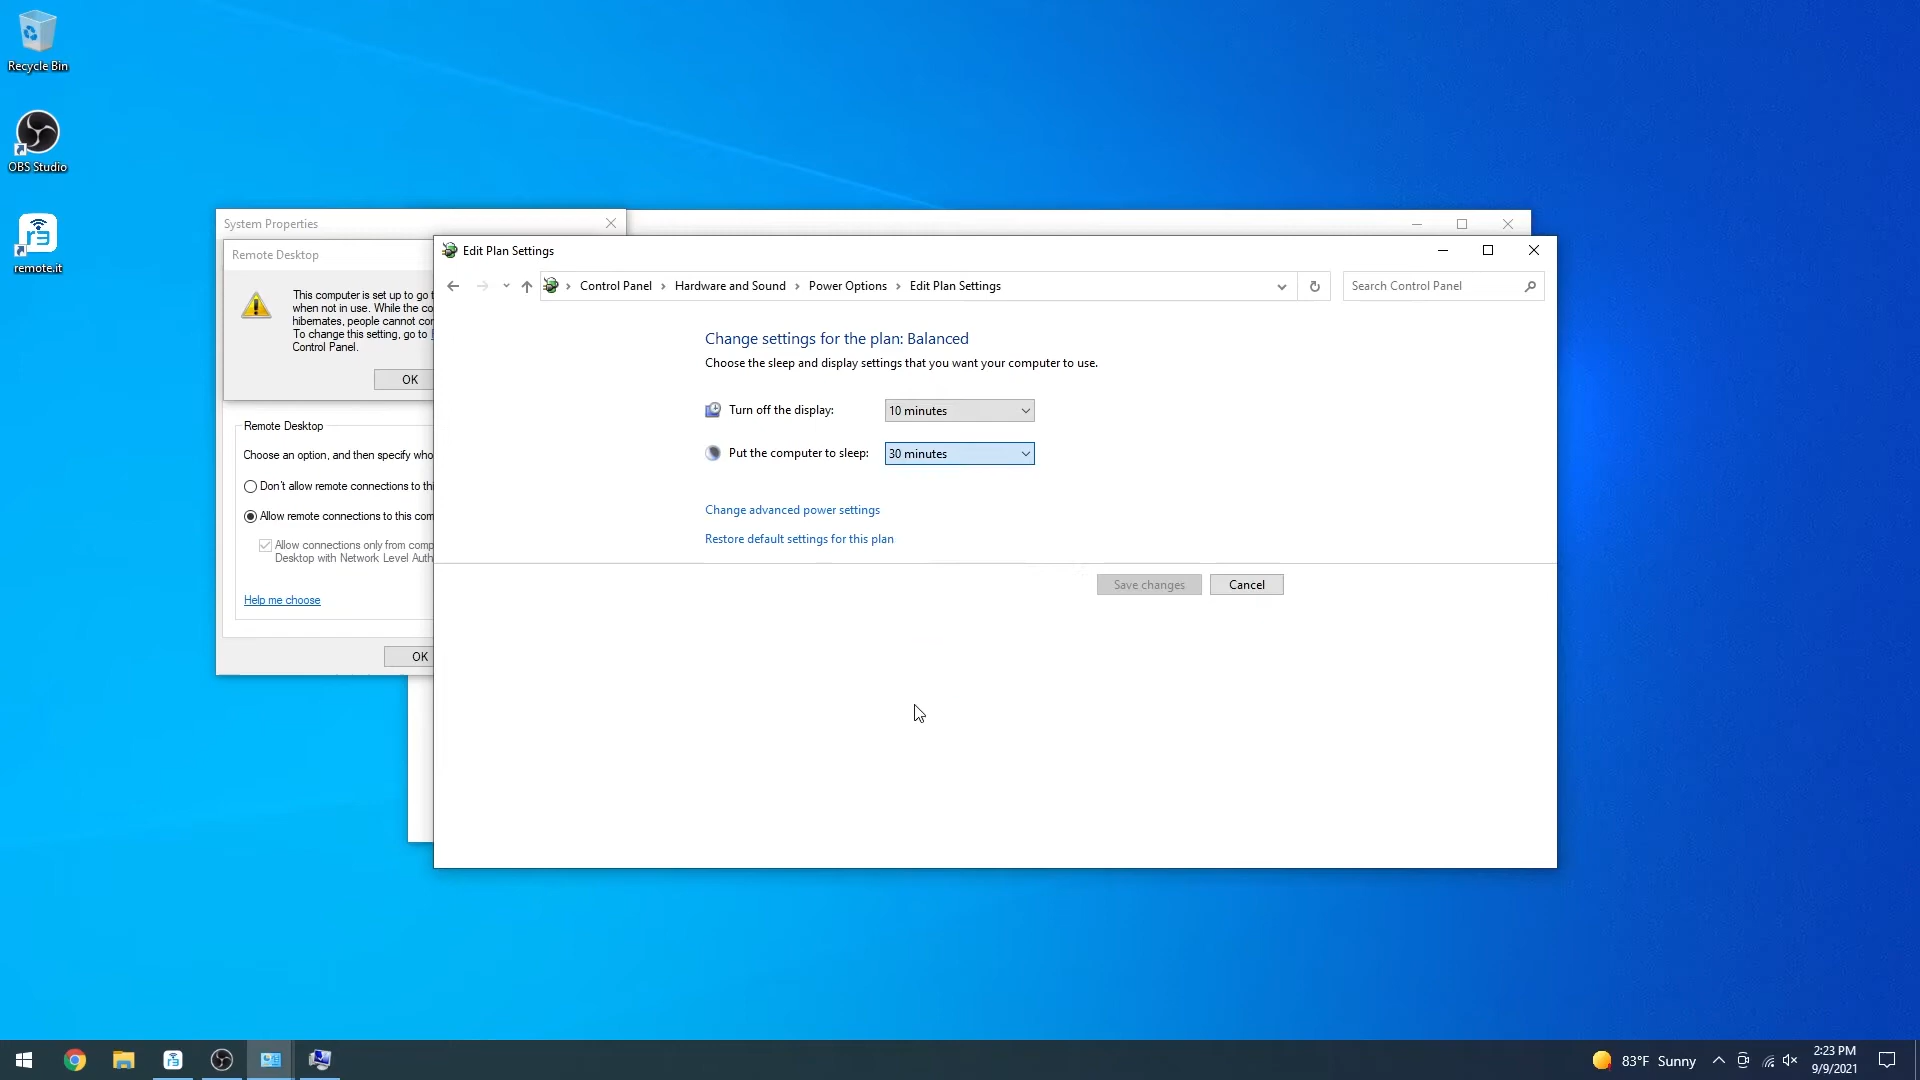 Recycle Bin
OBS Studio
remote.it
System Properties
Remote Desktop
This computer is set up to go t
when not in use. While the co
hibernates, people cannot cor
To change this setting, go to
Control Panel.
OK
Remote Desktop
Choose an option, and then specify who
Don't allow remote connections to th
Allow remote connections to this com
Allow connections only from comp
Desktop with Network Level Auth
Help me choose
OK
Edit Plan Settings
Control Panel > Hardware and Sound > Power Options > Edit Plan Settings
Search Control Panel
Change settings for the plan: Balanced
Choose the sleep and display settings that you want your computer to use.
Turn off the display: 10 minutes
Put the computer to sleep: 30 minutes
Change advanced power settings
Restore default settings for this plan
Save changes Cancel
83°F Sunny
2:23 PM
9/9/2021